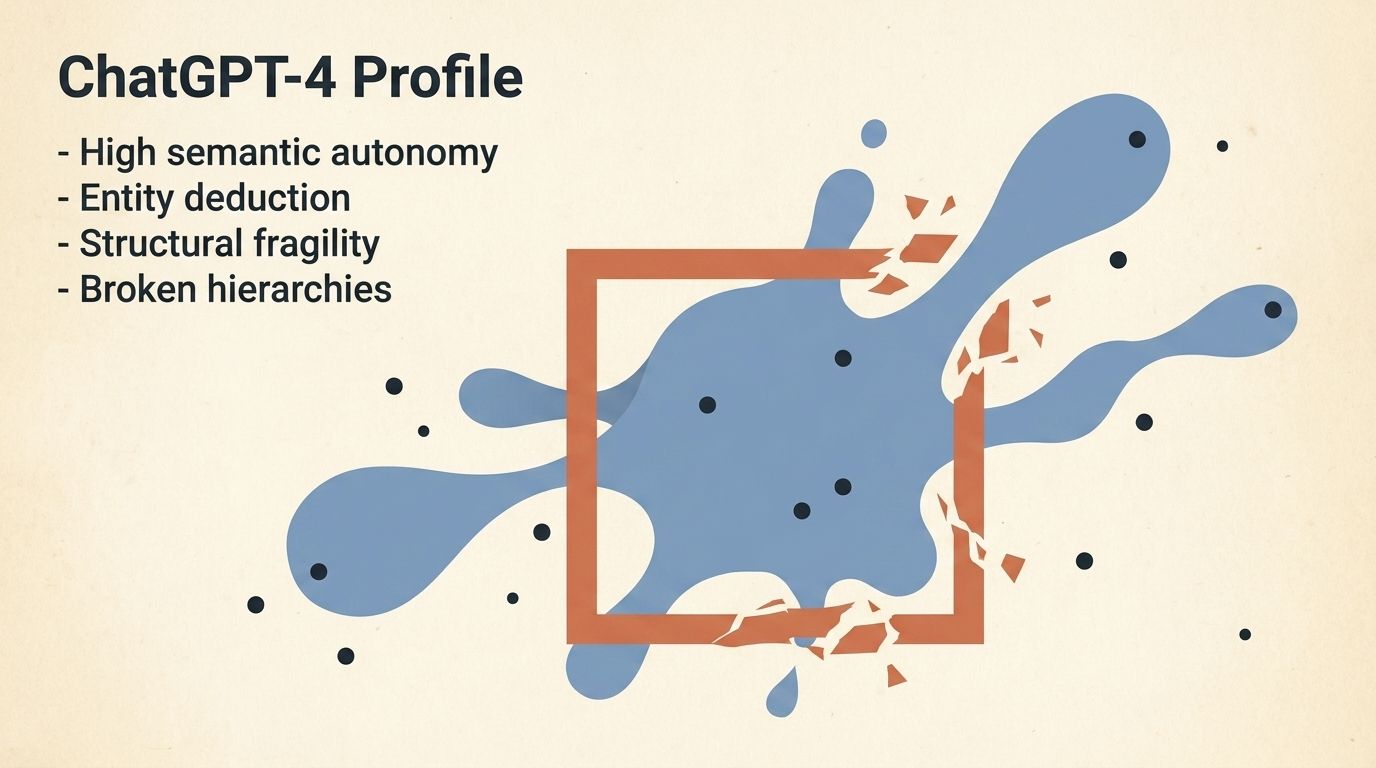 ChatGPT-4 Profile
- High semantic autonomy
- Entity deduction
- Structural fragility
- Broken hierarchies